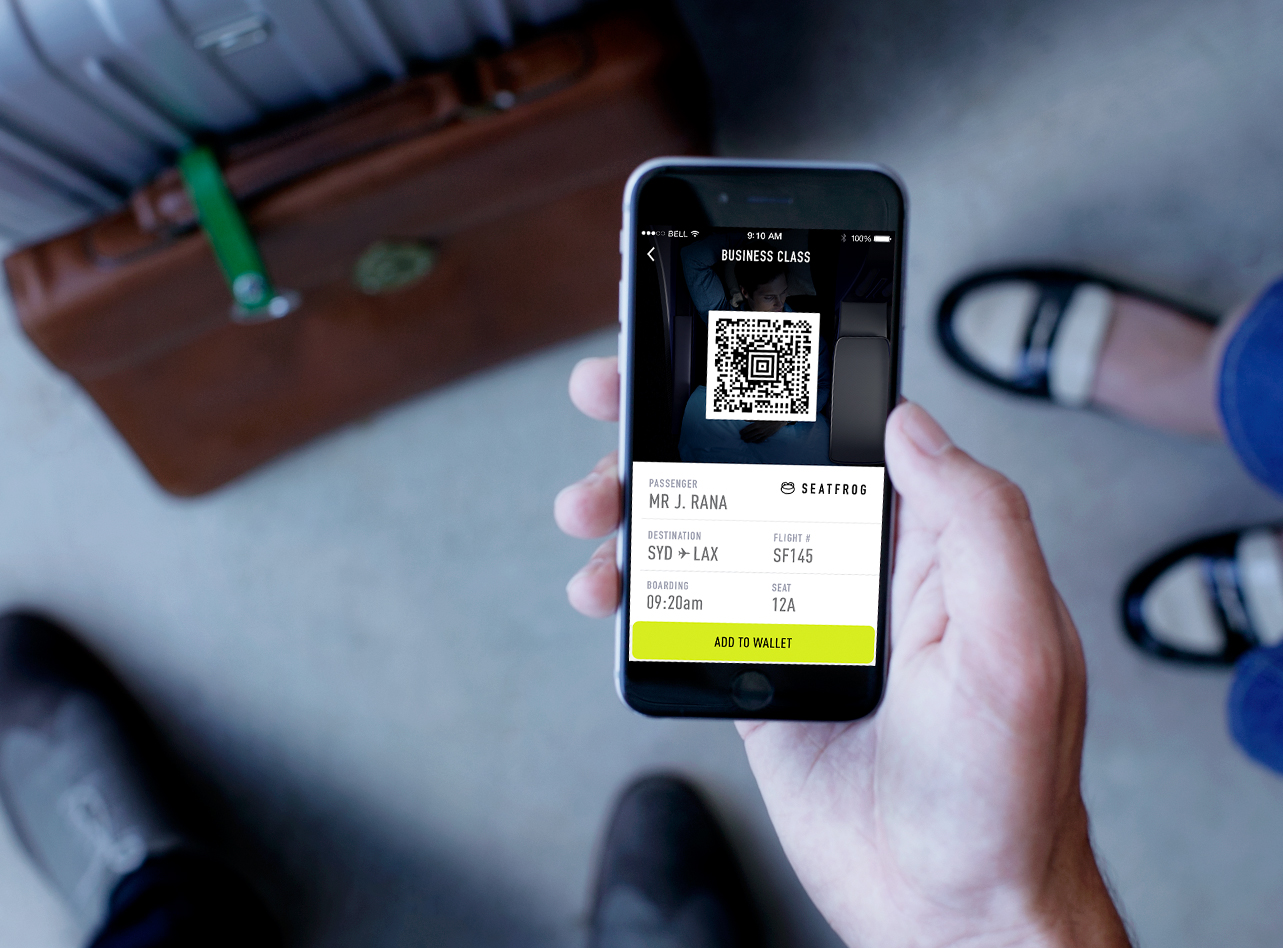 BELL 9:10 AM 100%
BUSINESS CLASS
PASSENGER
MR J. RANA
SEATFROG
DESTINATION FLIGHT #
SYD ✈ LAX SF145
BOARDING SEAT
09:20am 12A
ADD TO WALLET